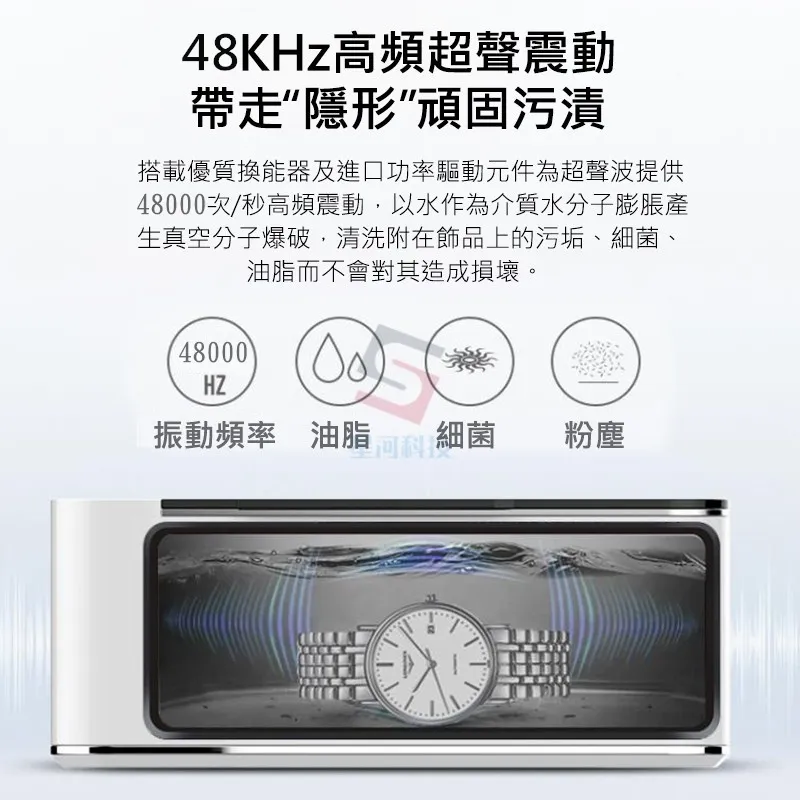 48KHz高頻超聲震動
帶走“隱形”頑固污漬
搭載優質換能器及進口功率驅動元件為超聲波提供
48000次/秒高頻震動，以水作為介質水分子膨脹產
生真空分子爆破，清洗附在飾品上的污垢、細菌、
油脂而不會對其造成損壞。
48000
HZ
振動頻率 油脂 細菌 粉塵
星河科技